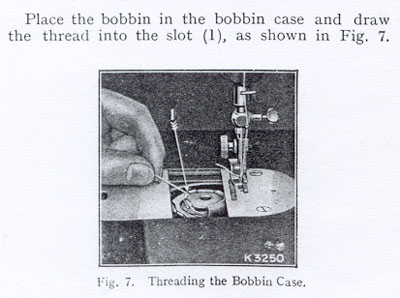 Place the bobbin in the bobbin case and draw
the thread into the slot (1), as shown in Fig. 7.
K3250
Fig. 7. Threading the Bobbin Case.